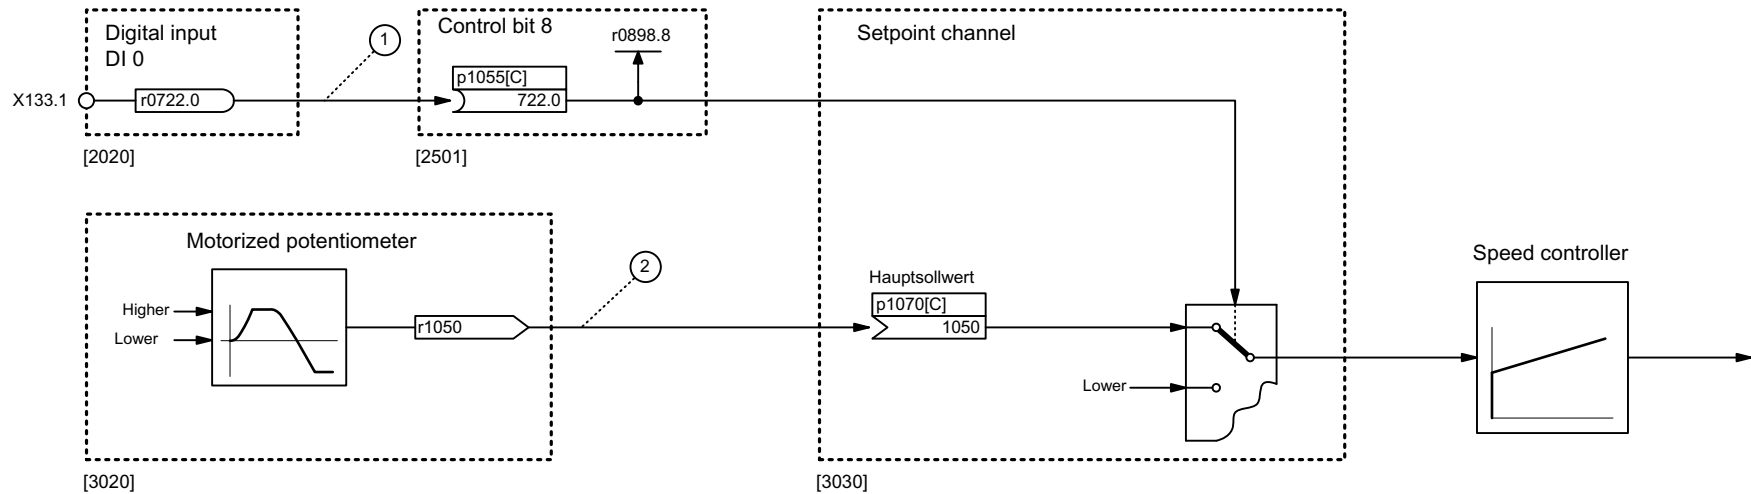 Digital input
DI 0
X133.1
r0722.0
[2020]
1
Control bit 8
p1055[C]
722.0
r0898.8
[2501]
Setpoint channel
Motorized potentiometer
Higher
Lower
r1050
[3020]
2
Hauptsollwert
p1070[C]
1050
Lower
[3030]
Speed controller